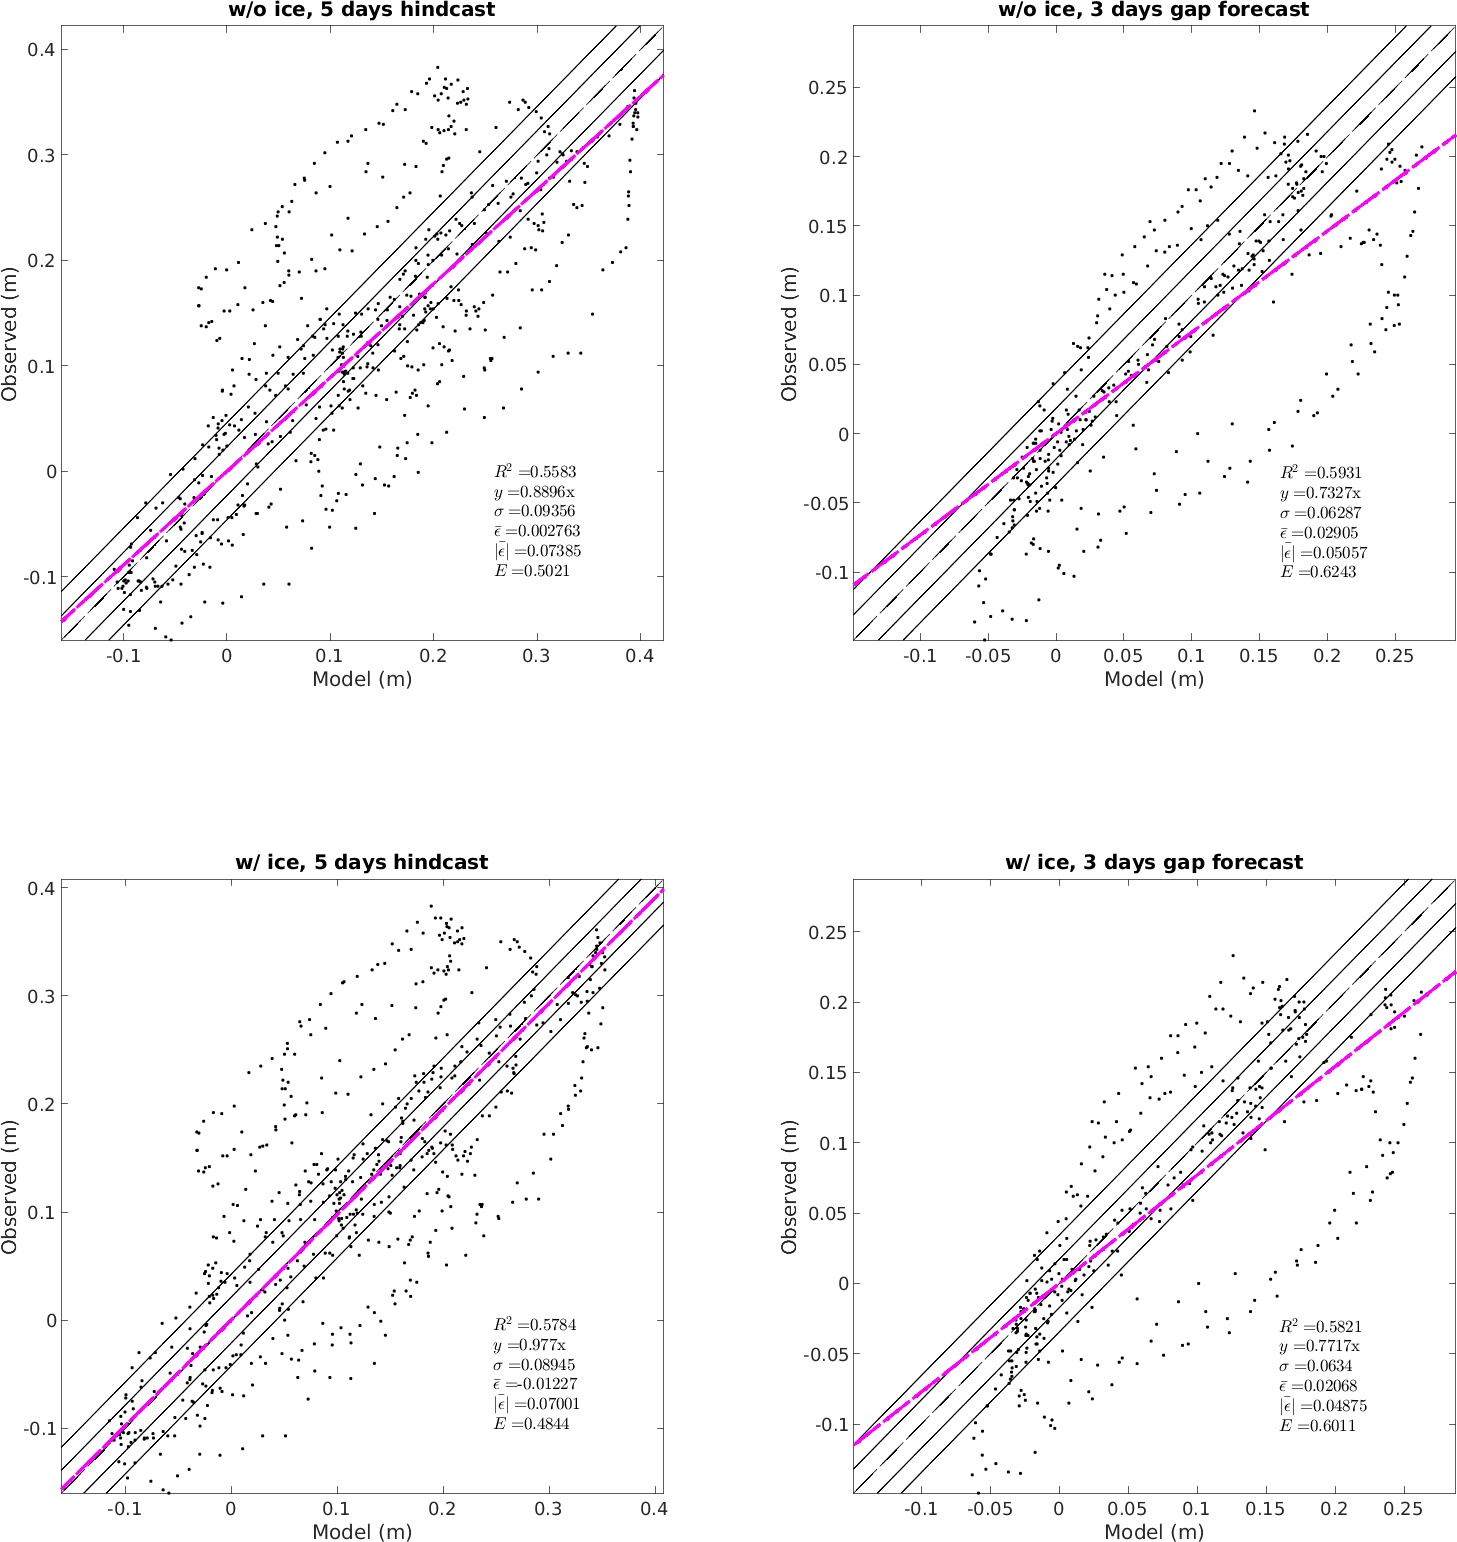 w/o ice, 5 days hindcast
0.4
0.3
0.2
0.1
0
-0.1
Observed (m)
R² =0.5583
y =0.8896x
σ =0.09356
ϵ̄ =0.002763
|ϵ̄| =0.07385
E =0.5021
-0.1 0 0.1 0.2 0.3 0.4
Model (m)
w/o ice, 3 days gap forecast
0.25
0.2
0.15
0.1
0.05
0
-0.05
-0.1
Observed (m)
R² =0.5931
y =0.7327x
σ =0.06287
ϵ̄ =0.02905
|ϵ̄| =0.05057
E =0.6243
-0.1 -0.05 0 0.05 0.1 0.15 0.2 0.25
Model (m)
w/ ice, 5 days hindcast
0.4
0.3
0.2
0.1
0
-0.1
Observed (m)
R² =0.5784
y =0.977x
σ =0.08945
ϵ̄ =-0.01227
|ϵ̄| =0.07001
E =0.4844
-0.1 0 0.1 0.2 0.3 0.4
Model (m)
w/ ice, 3 days gap forecast
0.25
0.2
0.15
0.1
0.05
0
-0.05
-0.1
Observed (m)
R² =0.5821
y =0.7717x
σ =0.0634
ϵ̄ =0.02068
|ϵ̄| =0.04875
E =0.6011
-0.1 -0.05 0 0.05 0.1 0.15 0.2 0.25
Model (m)